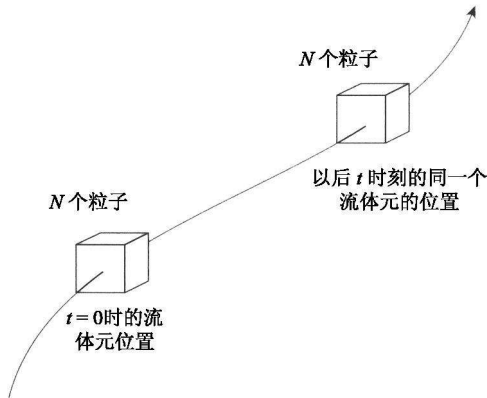 N 个粒子
以后 t 时刻的同一个
流体元的位置
N 个粒子
t = 0时的流
体元位置